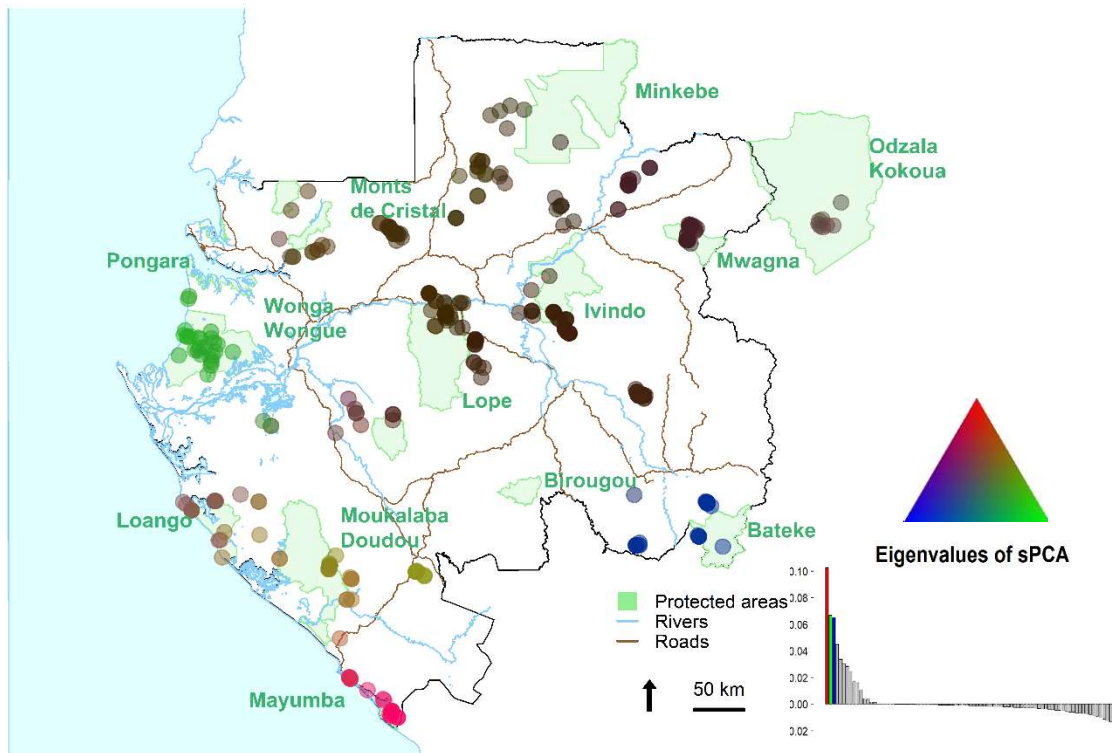 Minkebe
Odzala
Kokoua
Monts
de Cristal
Pongara
Mwagna
Wonga
Wongue
Ivindo
Lope
Birougou
Loango
Moukalaba
Doudou
Bateke
Eigenvalues of sPCA
Protected areas
Rivers
Roads
Mayumba
50 km
0.10
0.08
0.06
0.04
0.02
0.00
0.02